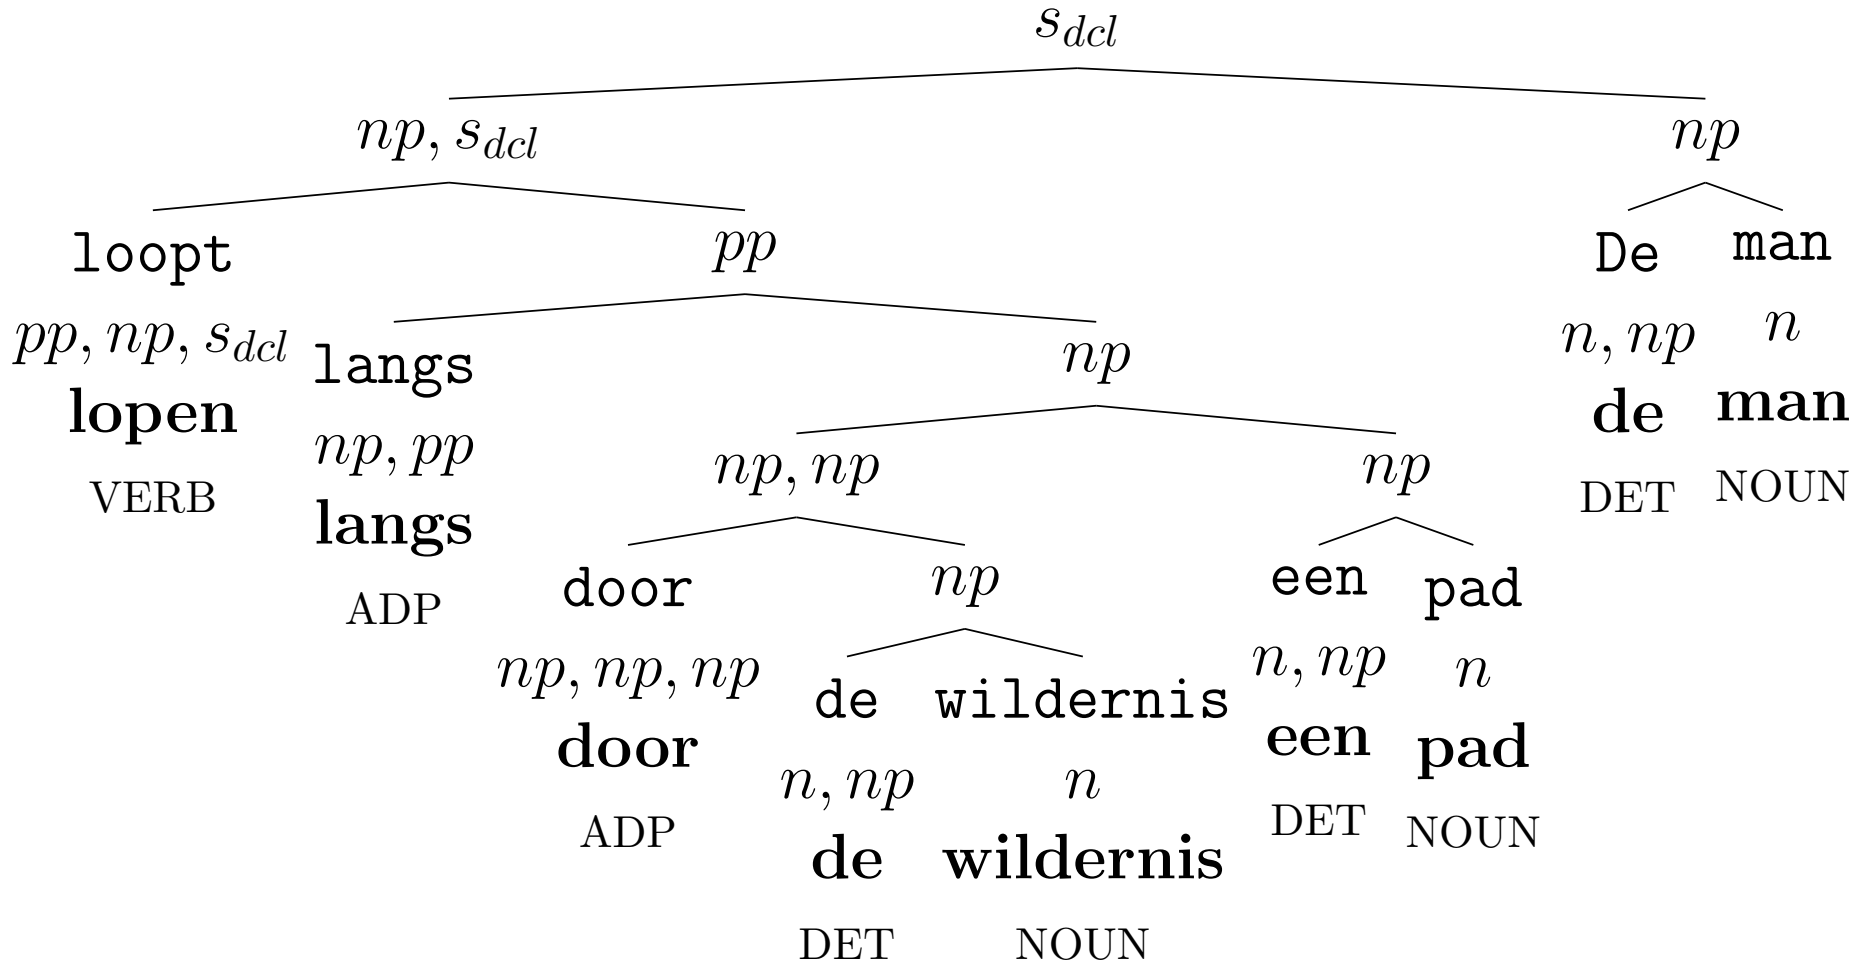 s_dcl
np, s_dcl np
loopt pp De man
pp, np, s_dcl langs np n, np n
lopen np, pp np, np np de man
VERB langs door np een pad DET NOUN
ADP np, np, np de wildernis n, np n
door n, np n een pad
ADP de wildernis DET NOUN
DET NOUN